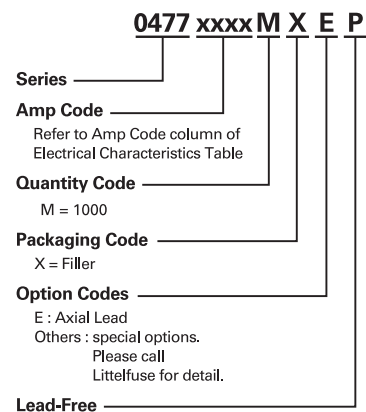 0477 xxxx M X E P
Series
Amp Code
Refer to Amp Code column of
Electrical Characteristics Table
Quantity Code
M = 1000
Packaging Code
X = Filler
Option Codes
E : Axial Lead
Others : special options.
Please call
Littelfuse for detail.
Lead-Free